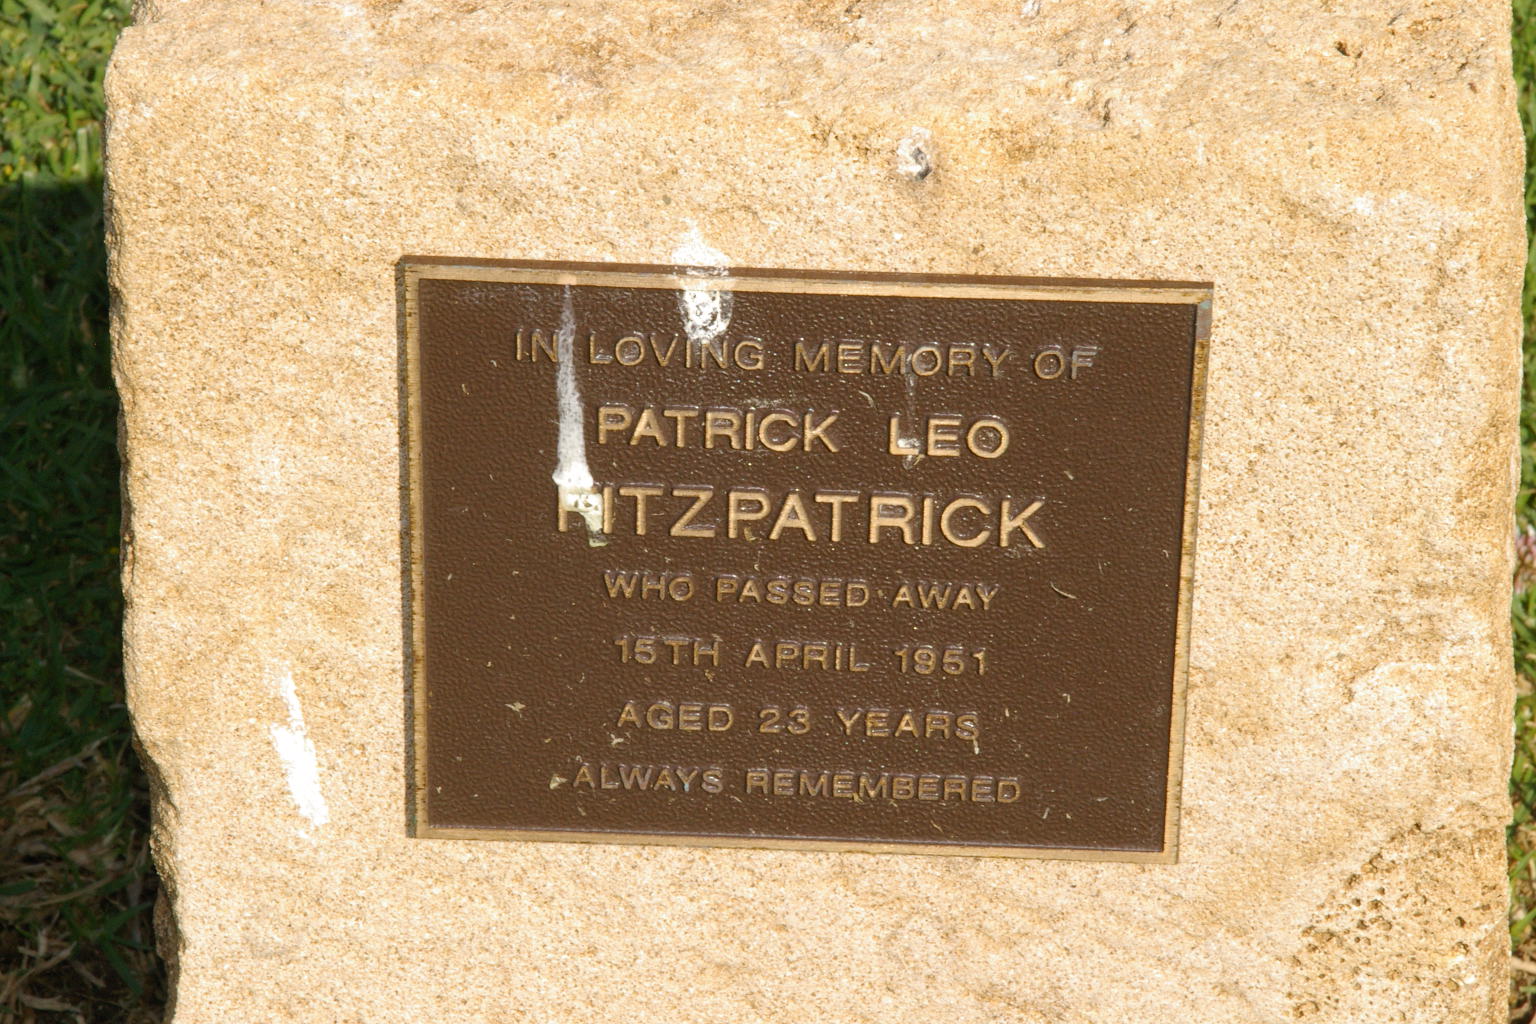 IN LOVING MEMORY OF
PATRICK LEO
FITZPATRICK
WHO PASSED AWAY
15TH APRIL 1951
AGED 23 YEARS
ALWAYS REMEMBERED